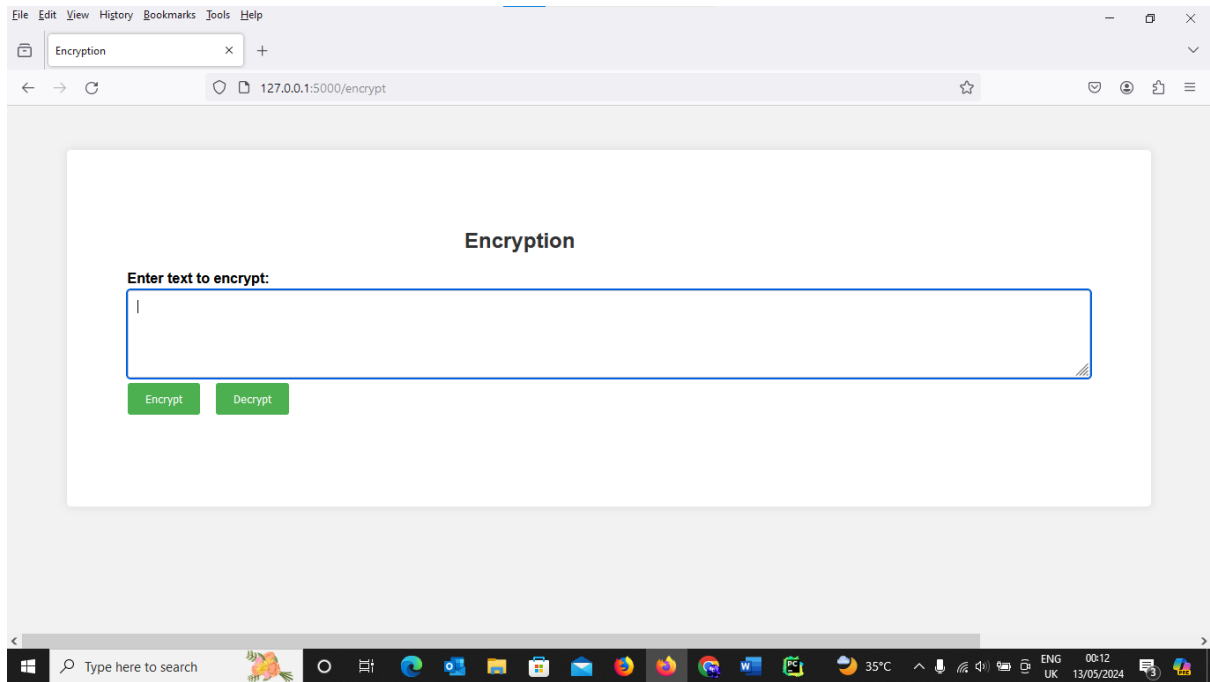 File Edit View History Bookmarks Tools Help
Encryption
127.0.0.1:5000/encrypt
Encryption
Enter text to encrypt:
Encrypt Decrypt
Type here to search 35°C ENG 00:12
UK 13/05/2024 3